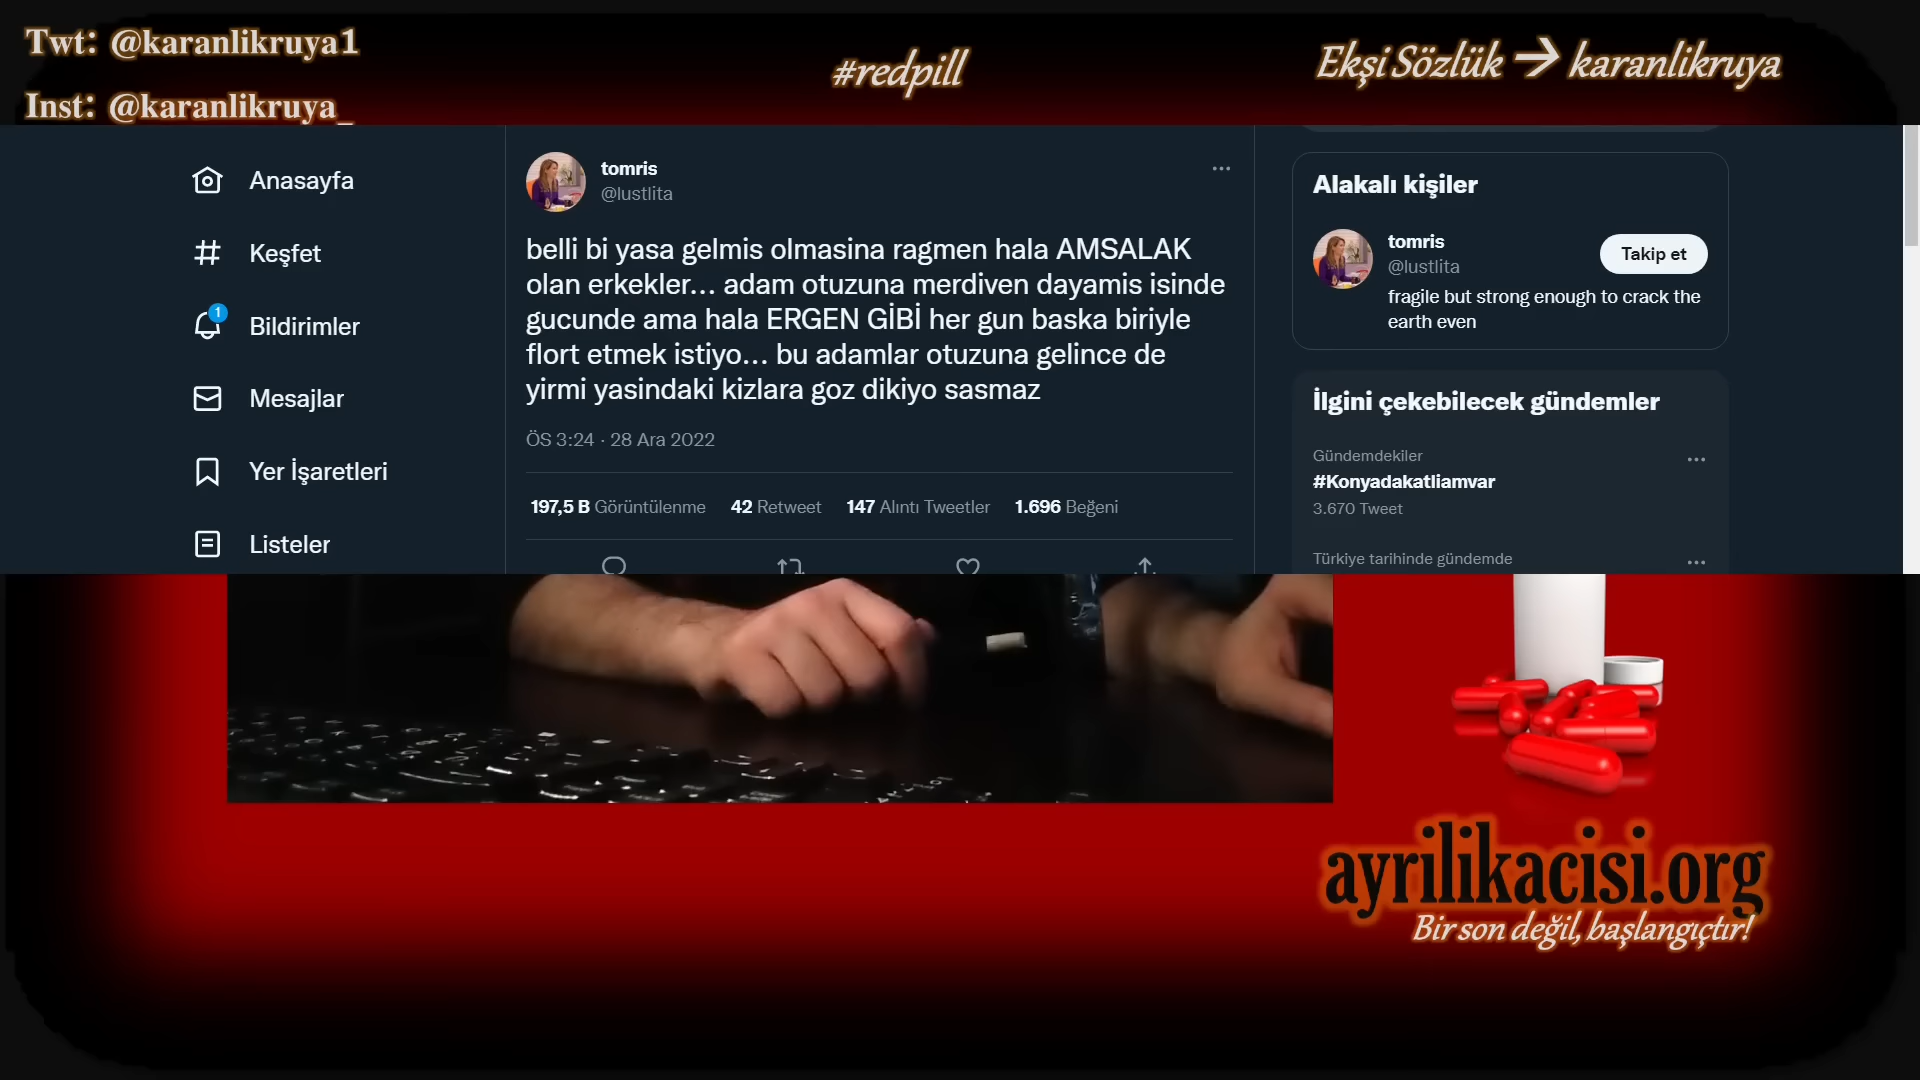 Twt: @karanlikruya1
Inst: @karanlikruya_
#redpill
Ekşi Sözlük → karanlikruya
Anasayfa
Keşfet
1
Bildirimler
Mesajlar
Yer İşaretleri
Listeler
tomris
@lustlita
belli bi yasa gelmis olmasina ragmen hala AMSALAK
olan erkekler... adam otuzuna merdiven dayamis isinde
gucunde ama hala ERGEN GİBİ her gun baska biriyle
flort etmek istiyo... bu adamlar otuzuna gelince de
yirmi yasindaki kizlara goz dikiyo sasmaz
ÖS 3:24 · 28 Ara 2022
197,5 B Görüntülenme 42 Retweet 147 Alıntı Tweetler 1.696 Beğeni
Alakalı kişiler
tomris
@lustlita
Takip et
fragile but strong enough to crack the
earth even
İlgini çekebilecek gündemler
Gündemdekiler
#Konyadakatliamvar
3.670 Tweet
Türkiye tarihinde gündemde
ayrilikacisi.org
Bir son değil, başlangıçtır!